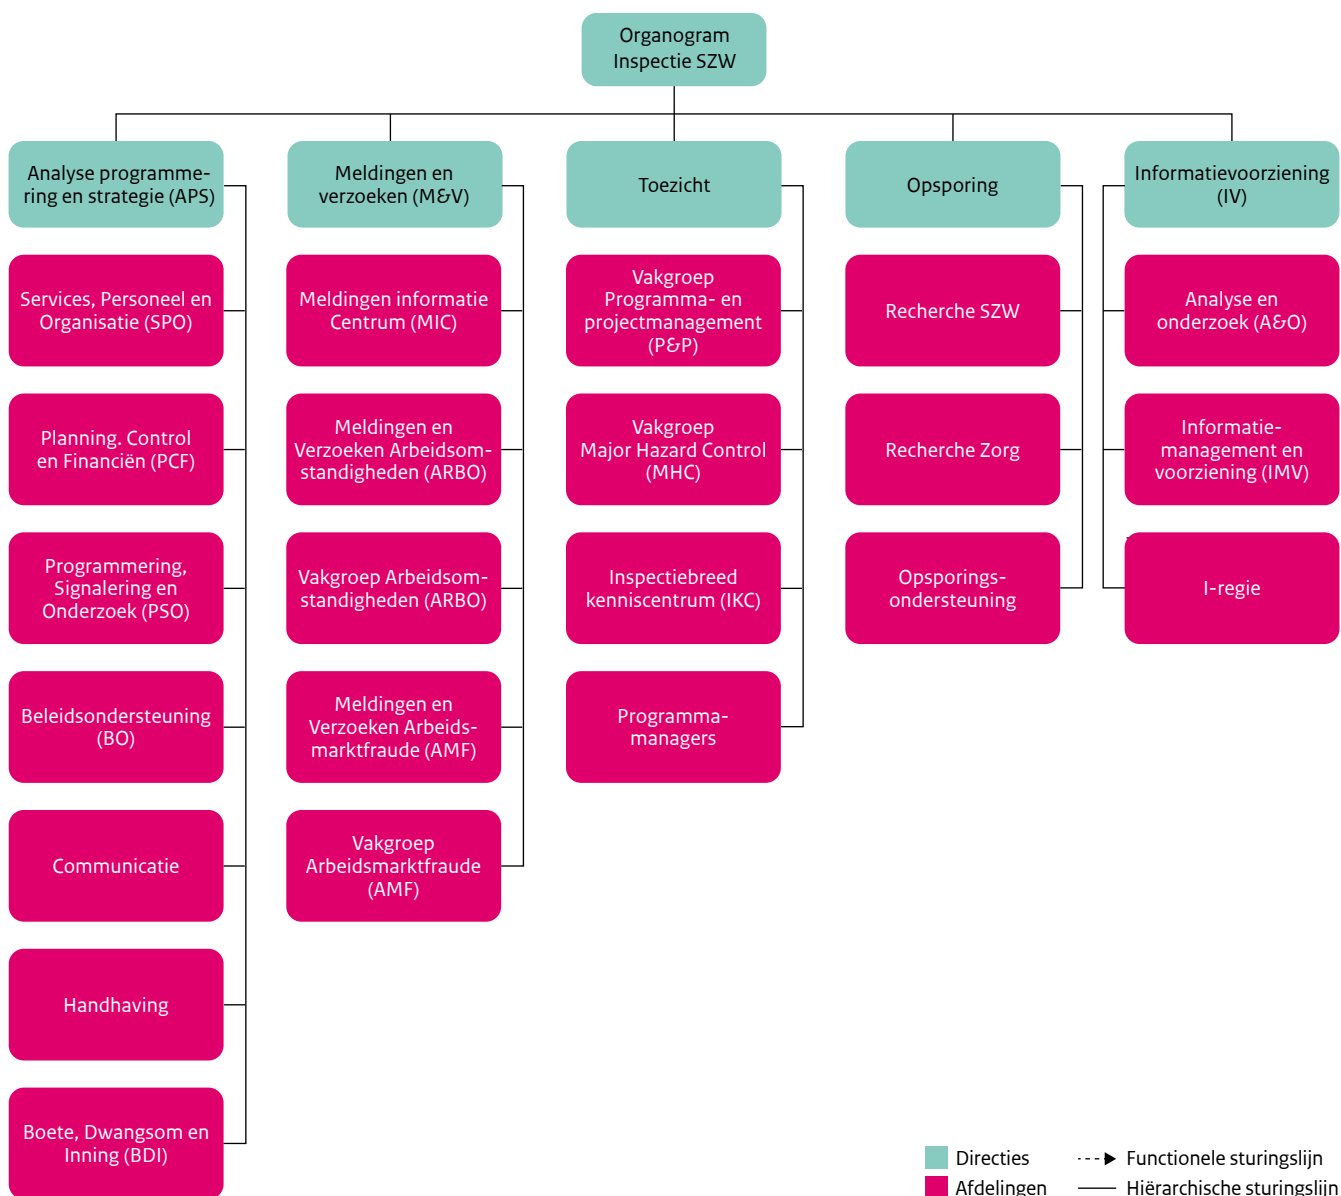 Organogram
Inspectie SZW
Analyse programme-
ring en strategie (APS)
Services, Personeel en
Organisatie (SPO)
Planning. Control
en Financiën (PCF)
Programmering,
Signalering en
Onderzoek (PSO)
Beleidsondersteuning
(BO)
Communicatie
Handhaving
Boete, Dwangsom en
Inning (BDI)
Meldingen en
verzoeken (M&V)
Meldingen informatie
Centrum (MIC)
Meldingen en
Verzoeken Arbeidsom-
standigheden (ARBO)
Vakgroep Arbeidsom-
standigheden (ARBO)
Meldingen en
Verzoeken Arbeids-
marktfraude (AMF)
Vakgroep
Arbeidsmarktfraude
(AMF)
Toezicht
Vakgroep
Programma- en
projectmanagement
(P&P)
Vakgroep
Major Hazard Control
(MHC)
Inspectiebreed
kenniscentrum (IKC)
Programma-
managers
Opsporing
Recherche SZW
Recherche Zorg
Opsporings-
ondersteuning
Informatievoorziening
(IV)
Analyse en
onderzoek (A&O)
Informatie-
management en
voorziening (IMV)
I-regie
Directies
Afdelingen
Functionele sturingslijn
Hiërarchische sturingslijn